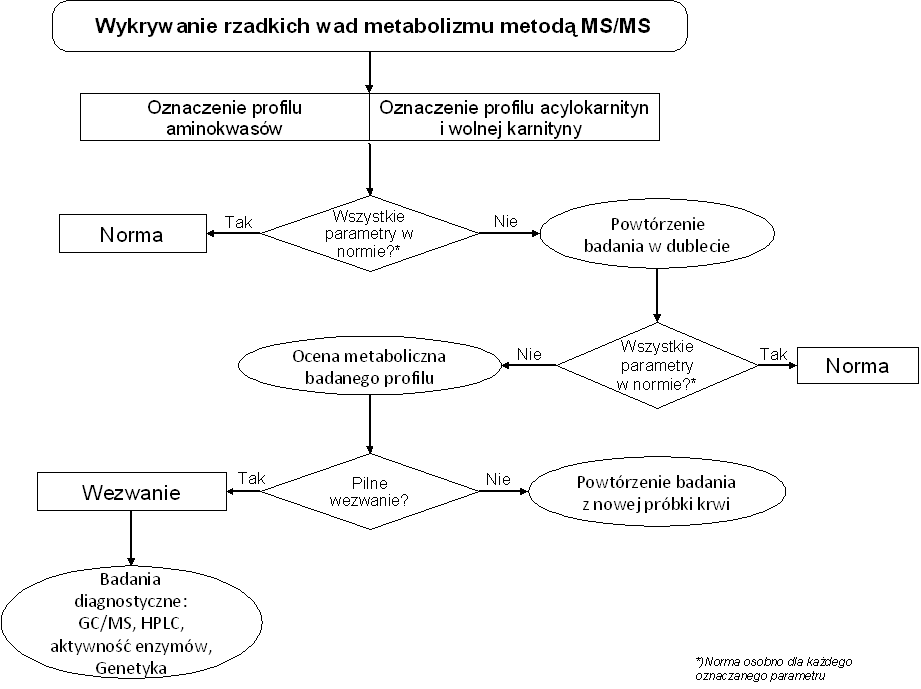 Wykrywanie rzadkich wad metabolizmu metodą MS/MS
Oznaczenie profilu
aminokwasów
Oznaczenie profilu acylokarnityn
i wolnej karnityny
Wszystkie
parametry w
normie?*
Tak
Norma
Nie
Powtórzenie
badania w dublecie
Wszystkie
parametry
w normie?*
Tak
Norma
Nie
Ocena metaboliczna
badanego profilu
Pilne
wezwanie?
Tak
Wezwanie
Nie
Powtórzenie badania
z nowej próbki krwi
Badania
diagnostyczne:
GC/MS, HPLC,
aktywność enzymów,
Genetyka
*)Norma osobno dla każdego
oznaczanego parametru